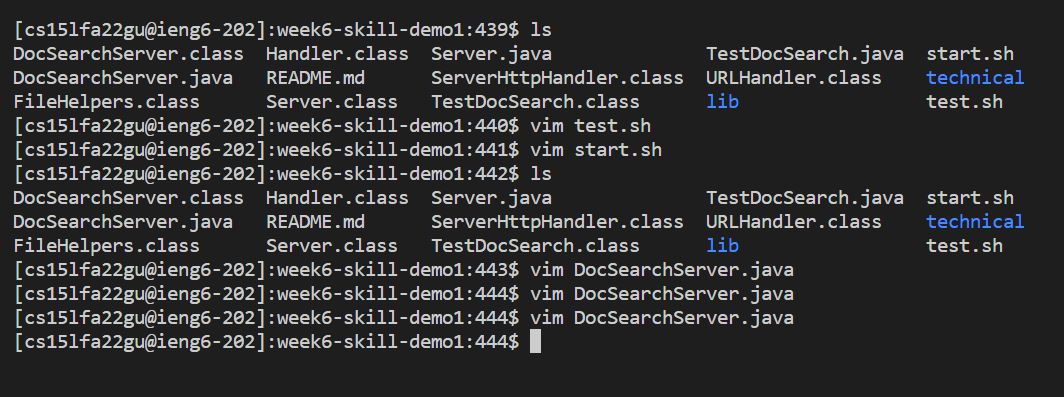 [cs15lfa22gu@ieng6-202]:week6-skill-demo1:439$ ls
DocSearchServer.class  Handler.class  Server.java              TestDocSearch.java  start.sh
DocSearchServer.java   README.md      ServerHttpHandler.class  URLHandler.class    technical
FileHelpers.class      Server.class   TestDocSearch.class      lib                 test.sh
[cs15lfa22gu@ieng6-202]:week6-skill-demo1:440$ vim test.sh
[cs15lfa22gu@ieng6-202]:week6-skill-demo1:441$ vim start.sh
[cs15lfa22gu@ieng6-202]:week6-skill-demo1:442$ ls
DocSearchServer.class  Handler.class  Server.java              TestDocSearch.java  start.sh
DocSearchServer.java   README.md      ServerHttpHandler.class  URLHandler.class    technical
FileHelpers.class      Server.class   TestDocSearch.class      lib                 test.sh
[cs15lfa22gu@ieng6-202]:week6-skill-demo1:443$ vim DocSearchServer.java
[cs15lfa22gu@ieng6-202]:week6-skill-demo1:444$ vim DocSearchServer.java
[cs15lfa22gu@ieng6-202]:week6-skill-demo1:444$ vim DocSearchServer.java
[cs15lfa22gu@ieng6-202]:week6-skill-demo1:444$